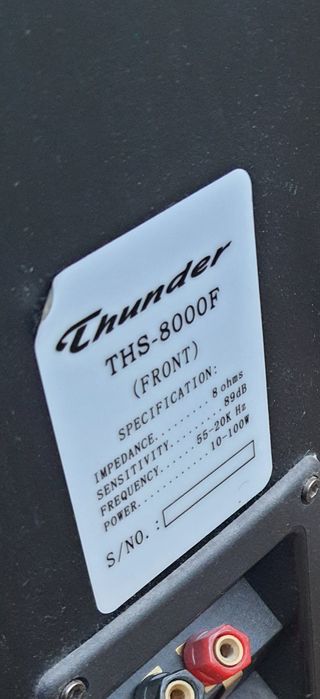 Thunder
THS-8000F
(FRONT)
SPECIFICATION:
IMPEDANCE.........8 ohms
SENSITIVITY.........89dB
FREQUENCY......55-20K Hz
POWER............10-100W
S/NO.: